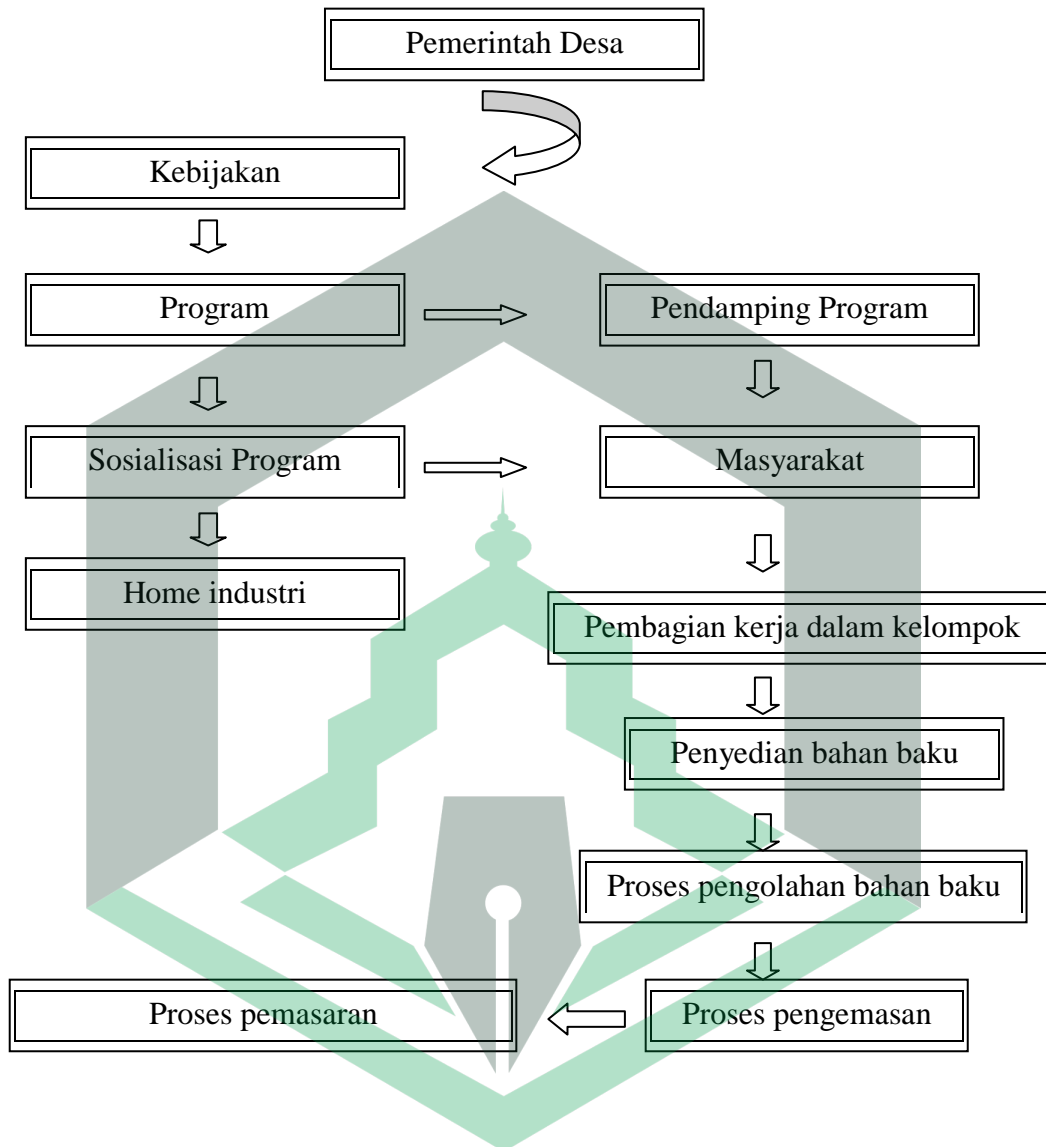 Pemerintah Desa
Kebijakan
Program
Pendamping Program
Sosialisasi Program
Masyarakat
Home industri
Pembagian kerja dalam kelompok
Penyedian bahan baku
Proses pengolahan bahan baku
Proses pemasaran
Proses pengemasan